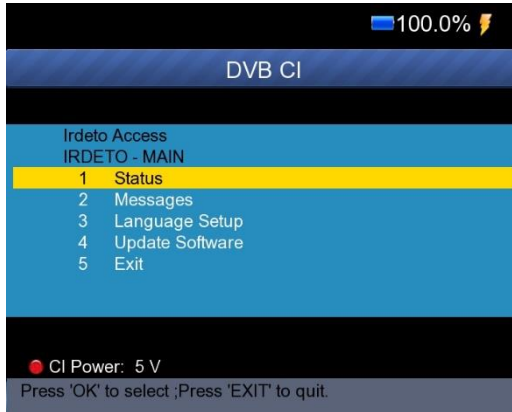 100.0%
DVB CI
Irdeto Access
IRDETO - MAIN
1 Status
2 Messages
3 Language Setup
4 Update Software
5 Exit
CI Power: 5 V
Press 'OK' to select ;Press 'EXIT' to quit.